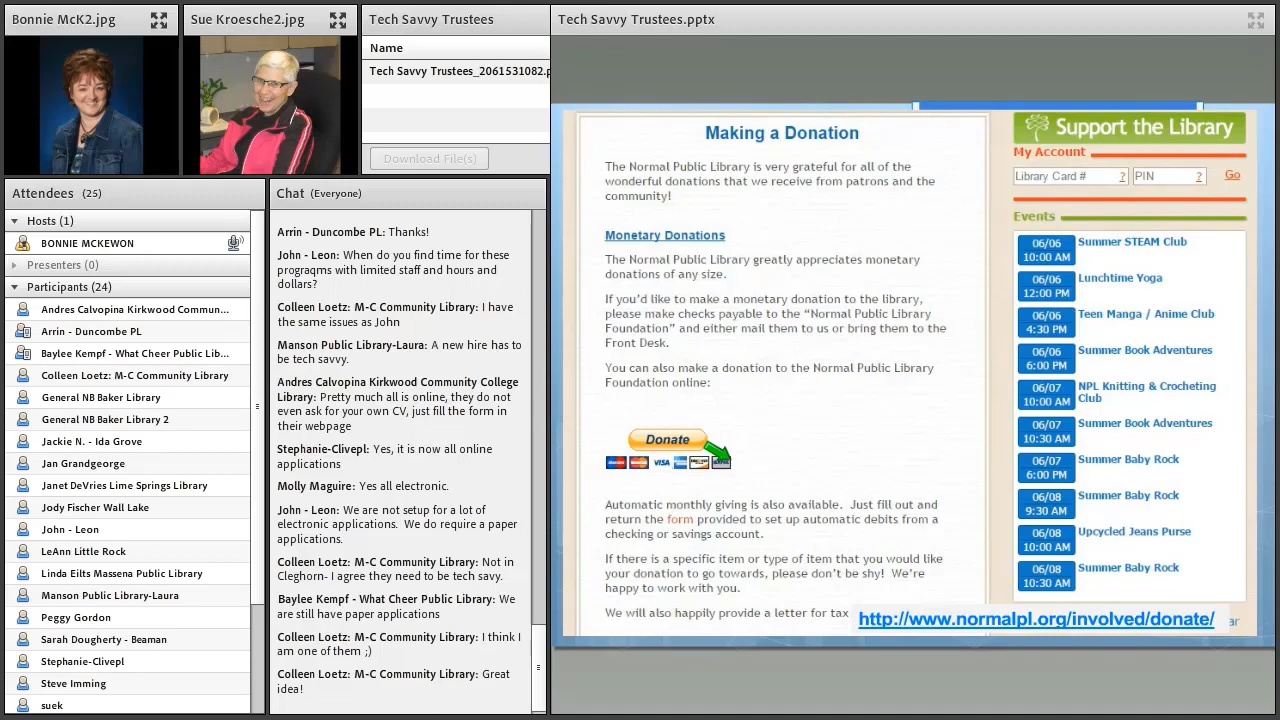 Bonnie McK2.jpg
Sue Kroesche2.jpg
Tech Savvy Trustees
Name
Tech Savvy Trustees_2061531082.p
Download File(s)
Attendees (25)
Hosts (1)
BONNIE MCKEWON
Presenters (0)
Participants (24)
Andres Calvopina Kirkwood Commun...
Arrin - Duncombe PL
Baylee Kempf - What Cheer Public Lib...
Colleen Loetz: M-C Community Library
General NB Baker Library
General NB Baker Library 2
Jackie N. - Ida Grove
Jan Grandgeorge
Janet DeVries Lime Springs Library
Jody Fischer Wall Lake
John - Leon
LeAnn Little Rock
Linda Eilts Massena Public Library
Manson Public Library-Laura
Peggy Gordon
Sarah Dougherty - Beaman
Stephanie-Clivepl
Steve Imming
suek
Chat (Everyone)
Arrin - Duncombe PL: Thanks!
John - Leon: When do you find time for these
prograqms with limited staff and hours and
dollars?
Colleen Loetz: M-C Community Library: I have
the same issues as John
Manson Public Library-Laura: A new hire has to
be tech savvy.
Andres Calvopina Kirkwood Community College
Library: Pretty much all is online, they do not
even ask for your own CV, just fill the form in
their webpage
Stephanie-Clivepl: Yes, it is now all online
applications
Molly Maguire: Yes all electronic.
John - Leon: We are not setup for a lot of
electronic applications.  We do require a paper
applications.
Colleen Loetz: M-C Community Library: Not in
Cleghorn- I agree they need to be tech savy.
Baylee Kempf - What Cheer Public Library: We
are still have paper applications
Colleen Loetz: M-C Community Library: I think I
am one of them ;)
Colleen Loetz: M-C Community Library: Great
idea!
Tech Savvy Trustees.pptx
Making a Donation
The Normal Public Library is very grateful for all of the
wonderful donations that we receive from patrons and the
community!
Monetary Donations
The Normal Public Library greatly appreciates monetary
donations of any size.
If you'd like to make a monetary donation to the library,
please make checks payable to the "Normal Public Library
Foundation" and either mail them to us or bring them to the
Front Desk.
You can also make a donation to the Normal Public Library
Foundation online:
Donate
VISA
Automatic monthly giving is also available.  Just fill out and
return the form provided to set up automatic debits from a
checking or savings account.
If there is a specific item or type of item that you would like
your donation to go towards, please don't be shy!  We're
happy to work with you.
We will also happily provide a letter for tax
http://www.normalpl.org/involved/donate/
Support the Library
My Account
Library Card # ? PIN ? Go
Events
06/06 10:00 AM Summer STEAM Club
06/06 12:00 PM Lunchtime Yoga
06/06 4:30 PM Teen Manga / Anime Club
06/06 6:00 PM Summer Book Adventures
06/07 10:00 AM NPL Knitting & Crocheting
Club
06/07 10:30 AM Summer Book Adventures
06/07 6:00 PM Summer Baby Rock
06/08 9:30 AM Summer Baby Rock
06/08 10:00 AM Upcycled Jeans Purse
06/08 10:30 AM Summer Baby Rock